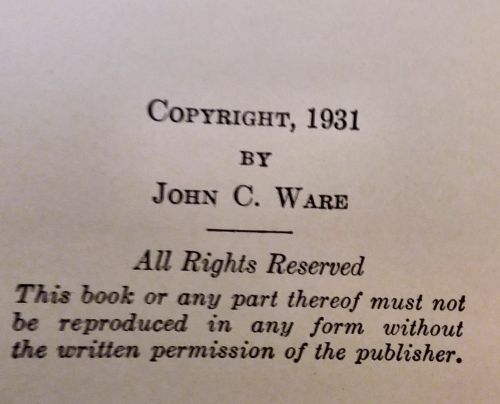 COPYRIGHT, 1931
BY
JOHN C. WARE
All Rights Reserved
This book or any part thereof must not
be reproduced in any form without
the written permission of the publisher.